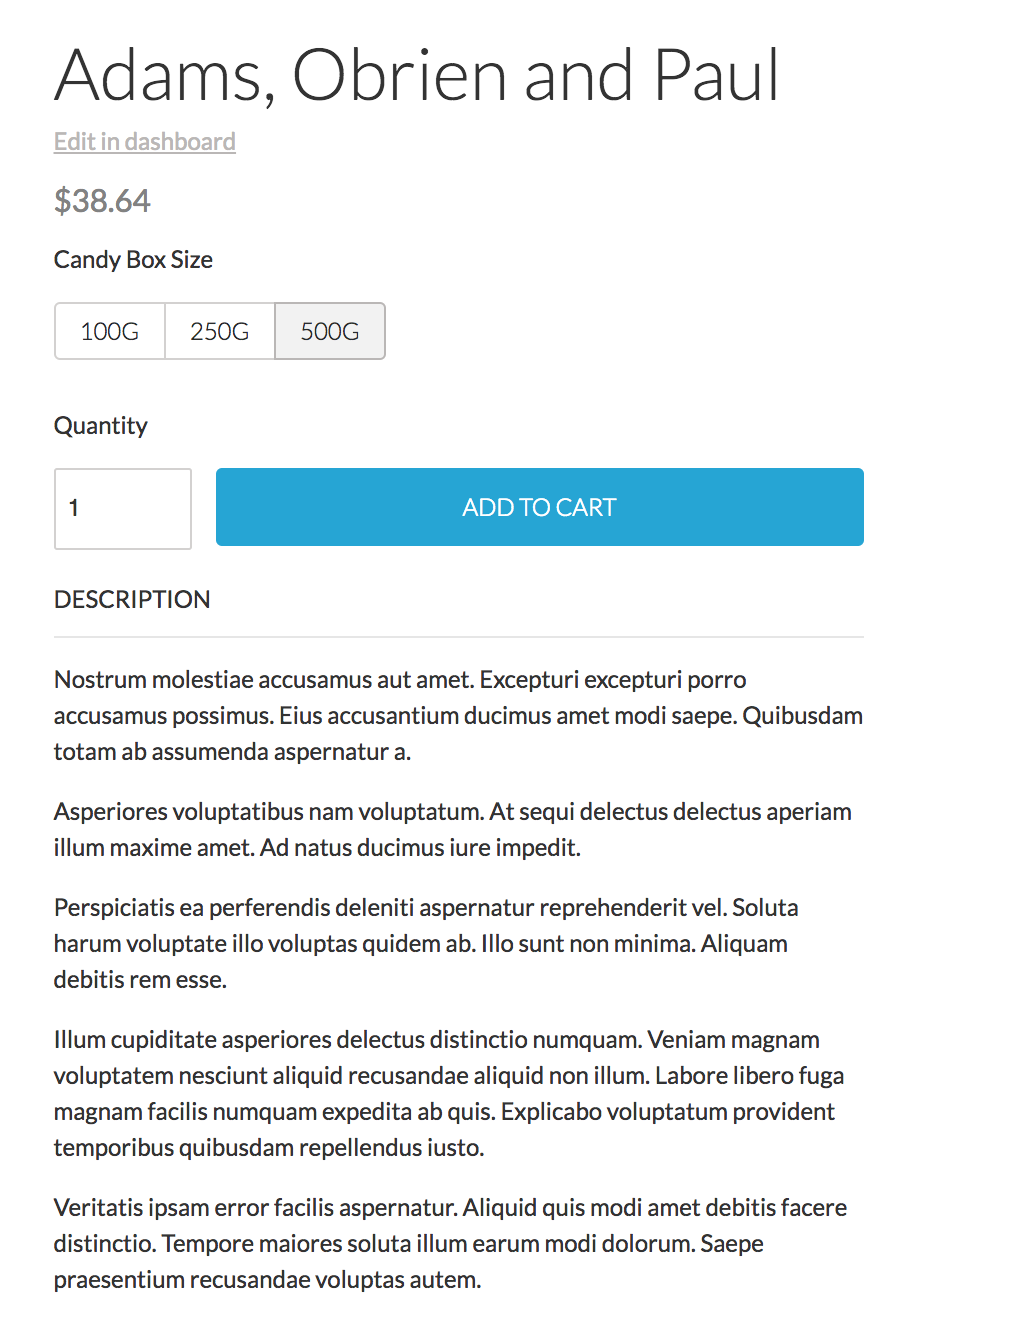 Adams, Obrien and Paul
Edit in dashboard
$38.64
Candy Box Size
100G 250G 500G
Quantity
1 ADD TO CART
DESCRIPTION
Nostrum molestiae accusamus aut amet. Excepturi excepturi porro
accusamus possimus. Eius accusantium ducimus amet modi saepe. Quibusdam
totam ab assumenda aspernatur a.
Asperiores voluptatibus nam voluptatum. At sequi delectus delectus aperiam
illum maxime amet. Ad natus ducimus iure impedit.
Perspiciatis ea perferendis deleniti aspernatur reprehenderit vel. Soluta
harum voluptate illo voluptas quidem ab. Illo sunt non minima. Aliquam
debitis rem esse.
Illum cupiditate asperiores delectus distinctio numquam. Veniam magnam
voluptatem nesciunt aliquid recusandae aliquid non illum. Labore libero fuga
magnam facilis numquam expedita ab quis. Explicabo voluptatum provident
temporibus quibusdam repellendus iusto.
Veritatis ipsam error facilis aspernatur. Aliquid quis modi amet debitis facere
distinctio. Tempore maiores soluta illum earum modi dolorum. Saepe
praesentium recusandae voluptas autem.